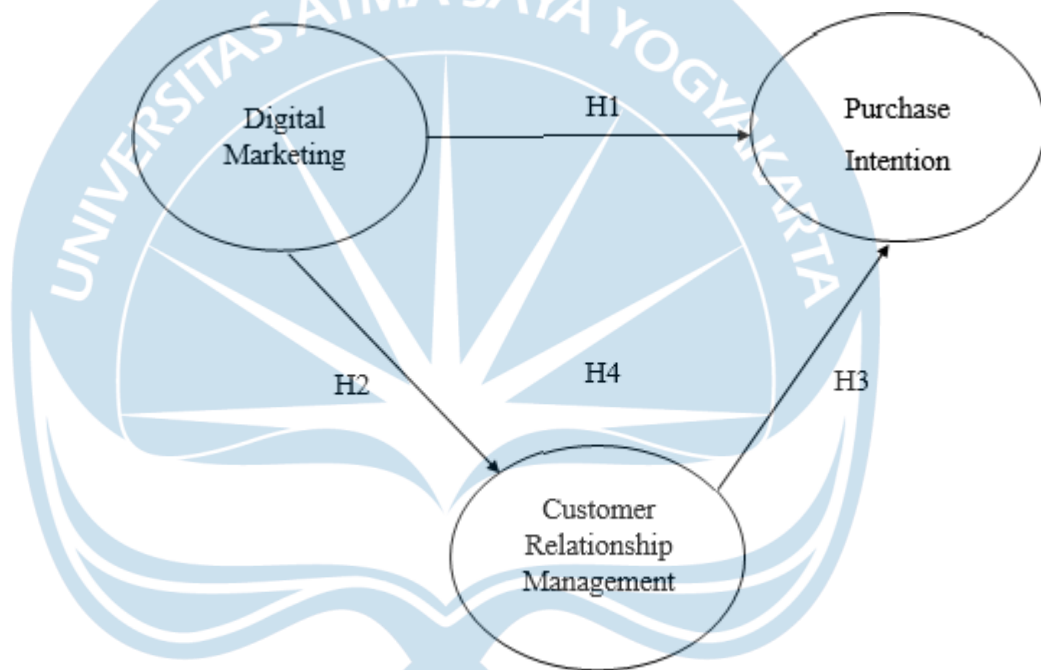 UNIVERSITAS ATMA JAYA YOGYAKARTA
Digital
Marketing
H1
Purchase
Intention
H2
H4
H3
Customer
Relationship
Management